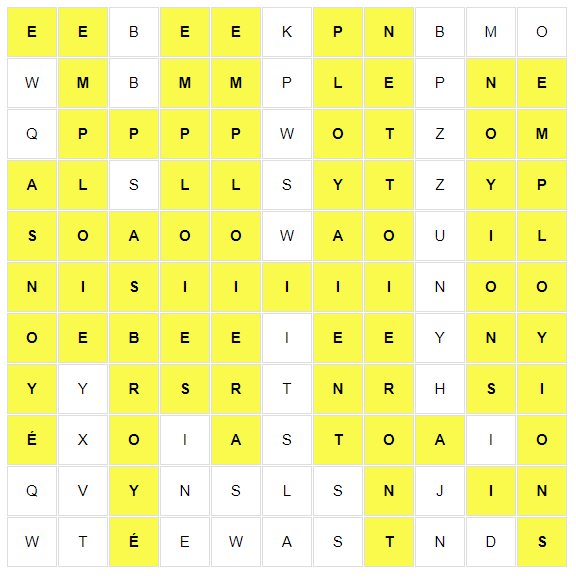 E E B E E K P N B M O
W M B M M P L E P N E
Q P P P P W O T Z O M
A L S L L S Y T Z Y P
S O A O O W A O U I L
N I S I I I I I N O O
O E B E E I E E Y N Y
Y Y R S R T N R H S I
É X O I A S T O A I O
Q V Y N S L S N J I N
W T É E W A S T N D S